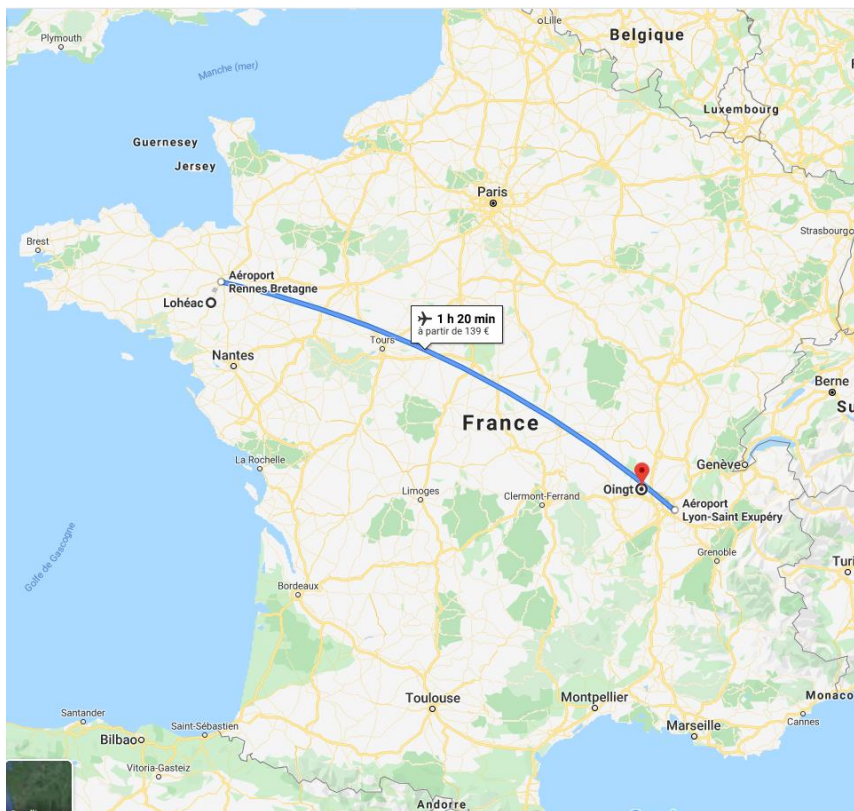 Lille
Plymouth
Belgique
Manche (mer)
Luxembourg
Guernesey
Jersey
Paris
Strasbourg
Brest
Aéroport
Rennes Bretagne
Lohéac
1 h 20 min
à partir de 139 €
Tours
Nantes
Berne
Su
France
La Rochelle
Genève
Limoges
Clermont-Ferrand
Oingt
Aéroport
Lyon-Saint Exupéry
Golfe de Gascogne
Grenoble
Turi
Bordeaux
Toulouse
Montpellier
Monaco
Santander
Saint-Sébastien
Marseille
Cannes
Bilbao
Vitoria-Gasteiz
Andorre